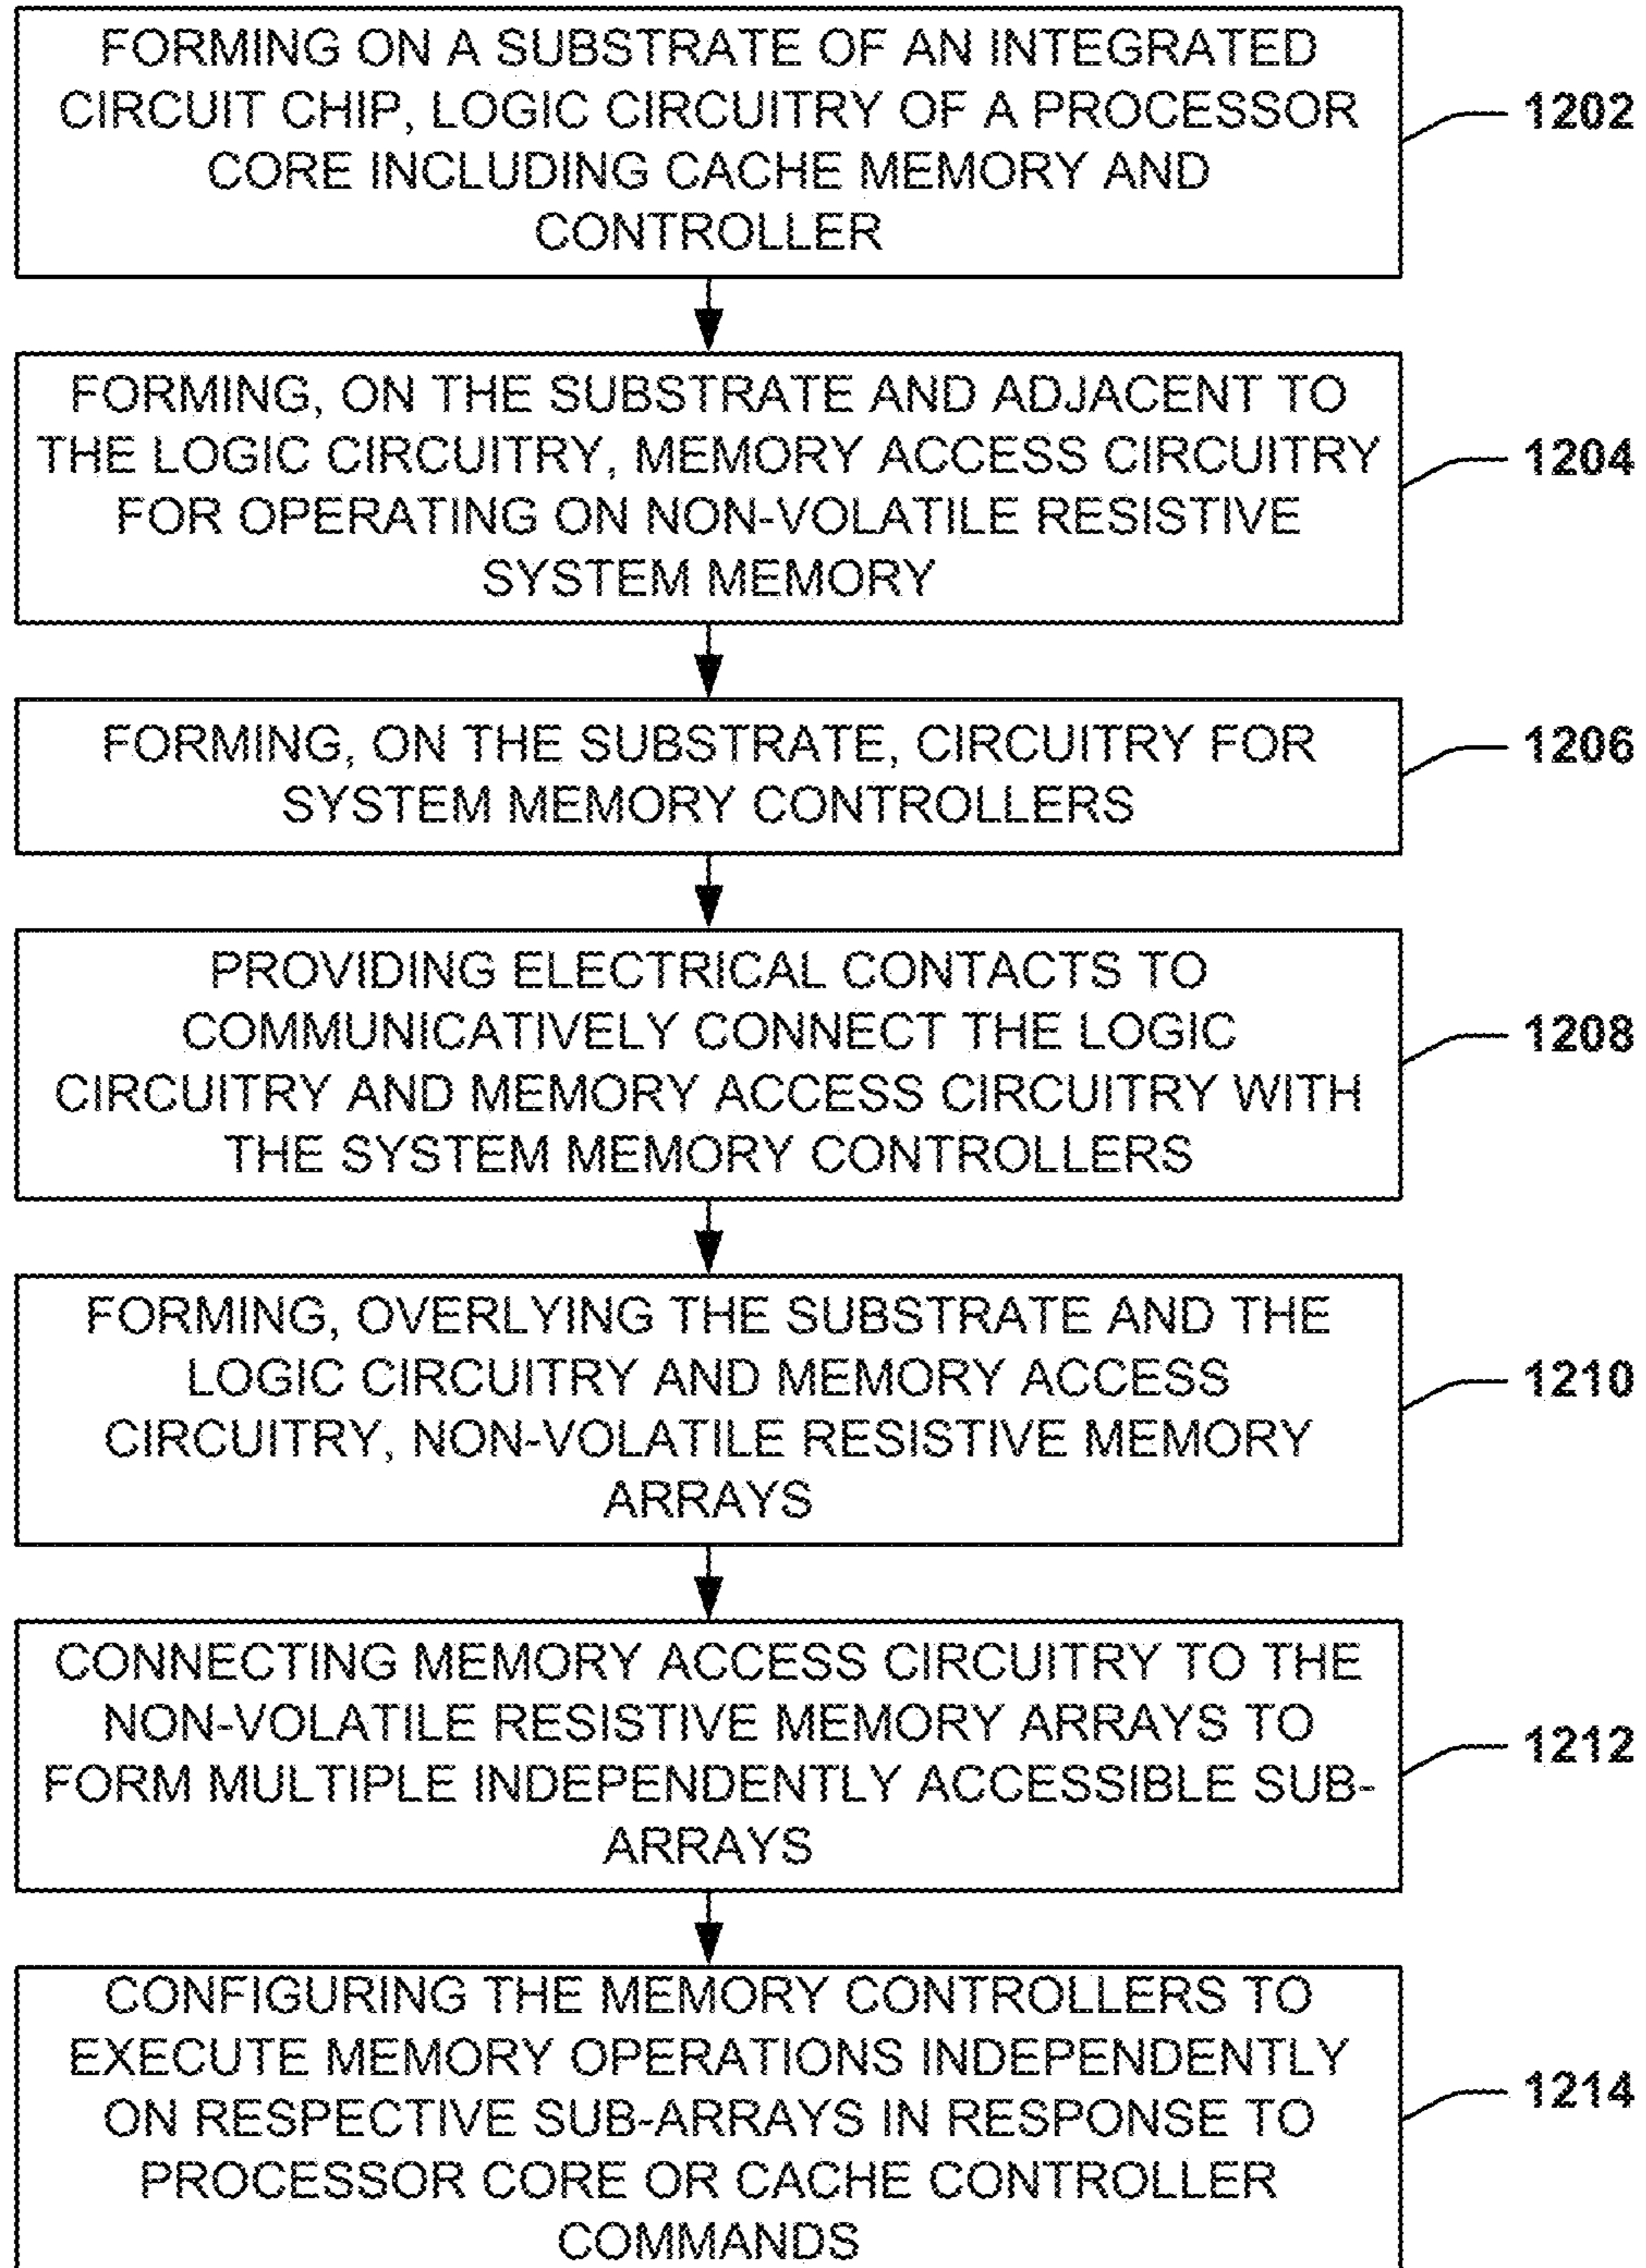 FORMING ON A SUBSTRATE OF AN INTEGRATED
CIRCUIT CHIP, LOGIC CIRCUITRY OF A PROCESSOR
CORE INCLUDING CACHE MEMORY AND
CONTROLLER
1202
FORMING, ON THE SUBSTRATE AND ADJACENT TO
THE LOGIC CIRCUITRY, MEMORY ACCESS CIRCUITRY
FOR OPERATING ON NON-VOLATILE RESISTIVE
SYSTEM MEMORY
1204
FORMING, ON THE SUBSTRATE, CIRCUITRY FOR
SYSTEM MEMORY CONTROLLERS
1206
PROVIDING ELECTRICAL CONTACTS TO
COMMUNICATIVELY CONNECT THE LOGIC
CIRCUITRY AND MEMORY ACCESS CIRCUITRY WITH
THE SYSTEM MEMORY CONTROLLERS
1208
FORMING, OVERLYING THE SUBSTRATE AND THE
LOGIC CIRCUITRY AND MEMORY ACCESS
CIRCUITRY, NON-VOLATILE RESISTIVE MEMORY
ARRAYS
1210
CONNECTING MEMORY ACCESS CIRCUITRY TO THE
NON-VOLATILE RESISTIVE MEMORY ARRAYS TO
FORM MULTIPLE INDEPENDENTLY ACCESSIBLE SUB-
ARRAYS
1212
CONFIGURING THE MEMORY CONTROLLERS TO
EXECUTE MEMORY OPERATIONS INDEPENDENTLY
ON RESPECTIVE SUB-ARRAYS IN RESPONSE TO
PROCESSOR CORE OR CACHE CONTROLLER
COMMANDS
1214